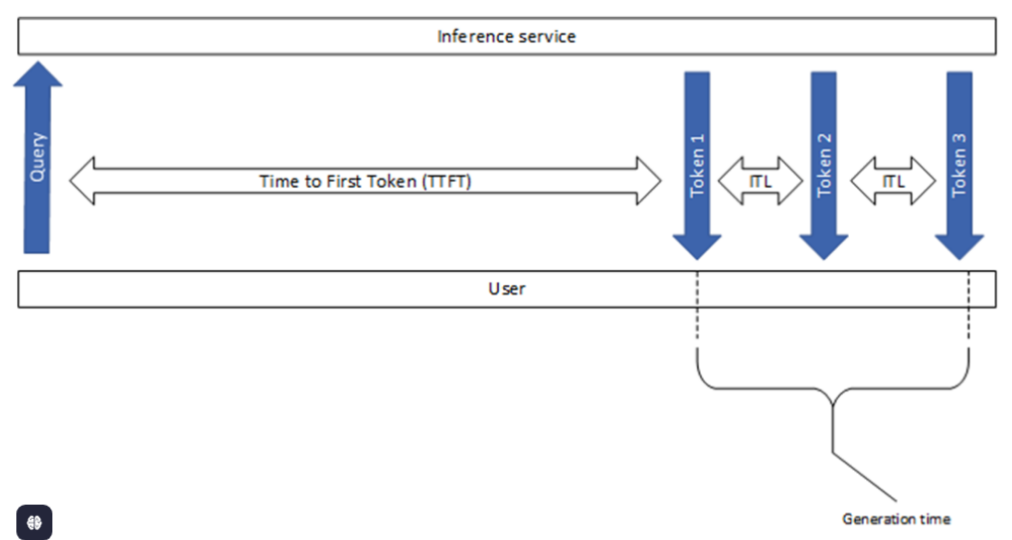 Inference service
Query
Time to First Token (TTFT)
Token 1
ITL
Token 2
ITL
Token 3
User
Generation time